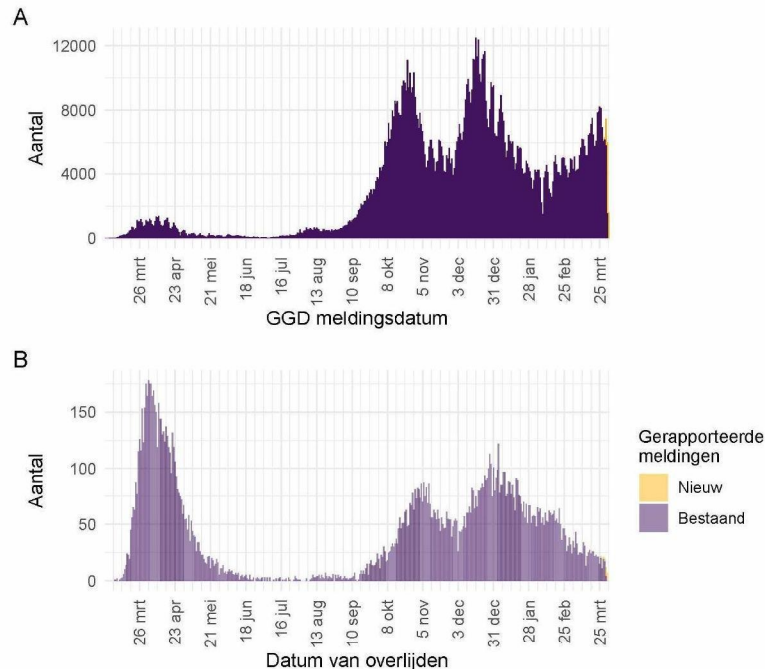 A
12000
8000
4000
0
Aantal
26 mrt
23 apr
21 mei
18 jun
16 jul
13 aug
10 sep
8 okt
5 nov
3 dec
31 dec
28 jan
25 feb
25 mrt
GGD meldingsdatum
B
150
100
50
0
Aantal
26 mrt
23 apr
21 mei
18 jun
16 jul
13 aug
10 sep
8 okt
5 nov
3 dec
31 dec
28 jan
25 feb
25 mrt
Datum van overlijden
Gerapporteerde
meldingen
Nieuw
Bestaand